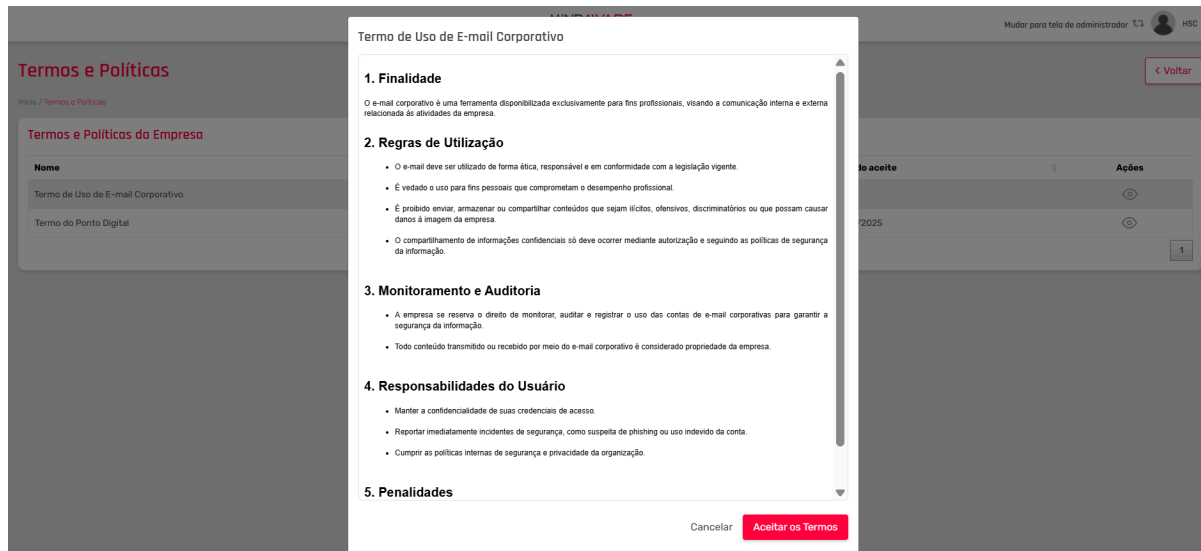 Mudar para tela de administrador
HSC
Termos e Políticas
< Voltar
Início / Termos e Políticas
Termos e Políticas da Empresa
Nome
do aceite
Ações
Termo de Uso de E-mail Corporativo
Termo do Ponto Digital
/2025
1
Termo de Uso de E-mail Corporativo
1. Finalidade
O e-mail corporativo é uma ferramenta disponibilizada exclusivamente para fins profissionais, visando a comunicação interna e externa
relacionada às atividades da empresa.
2. Regras de Utilização
• O e-mail deve ser utilizado de forma ética, responsável e em conformidade com a legislação vigente.
• É vedado o uso para fins pessoais que comprometam o desempenho profissional.
• É proibido enviar, armazenar ou compartilhar conteúdos que sejam ilícitos, ofensivos, discriminatórios ou que possam causar
danos à imagem da empresa.
• O compartilhamento de informações confidenciais só deve ocorrer mediante autorização e seguindo as políticas de segurança
da informação.
3. Monitoramento e Auditoria
• A empresa se reserva o direito de monitorar, auditar e registrar o uso das contas de e-mail corporativas para garantir a
segurança da informação.
• Todo conteúdo transmitido ou recebido por meio do e-mail corporativo é considerado propriedade da empresa.
4. Responsabilidades do Usuário
• Manter a confidencialidade de suas credenciais de acesso.
• Reportar imediatamente incidentes de segurança, como suspeita de phishing ou uso indevido da conta.
• Cumprir as políticas internas de segurança e privacidade da organização.
5. Penalidades
Cancelar
Aceitar os Termos